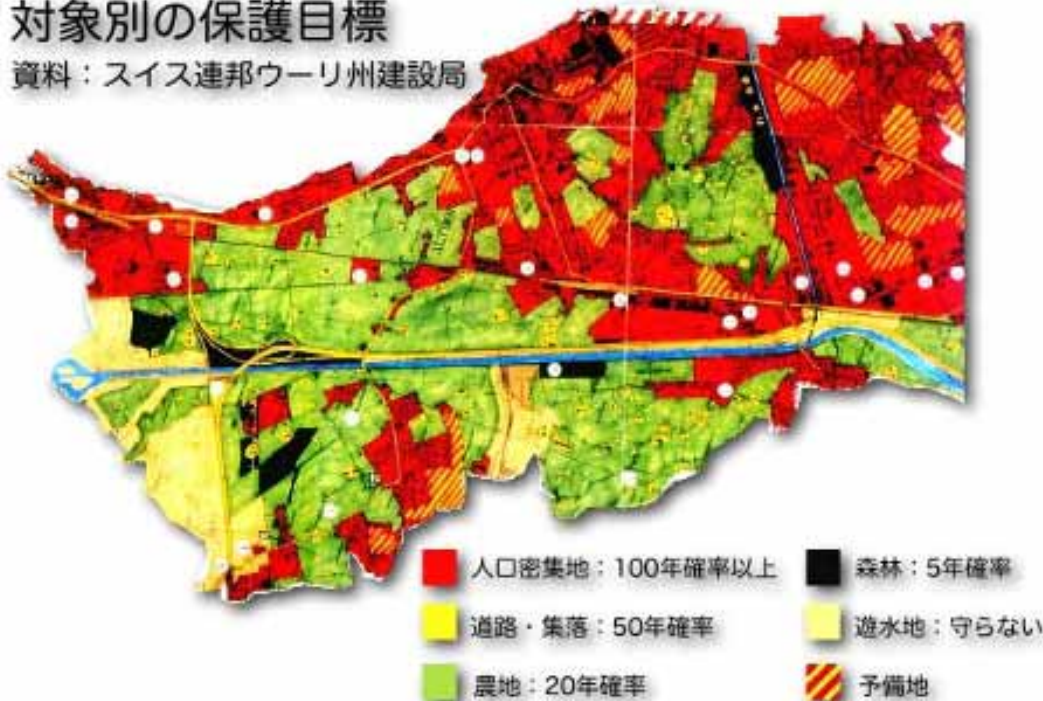 対象別の保護目標
資料：スイス連邦ウーリ州建設局
人口密集地：100年確率以上
道路・集落：50年確率
農地：20年確率
森林：5年確率
遊水地：守らない
予備地